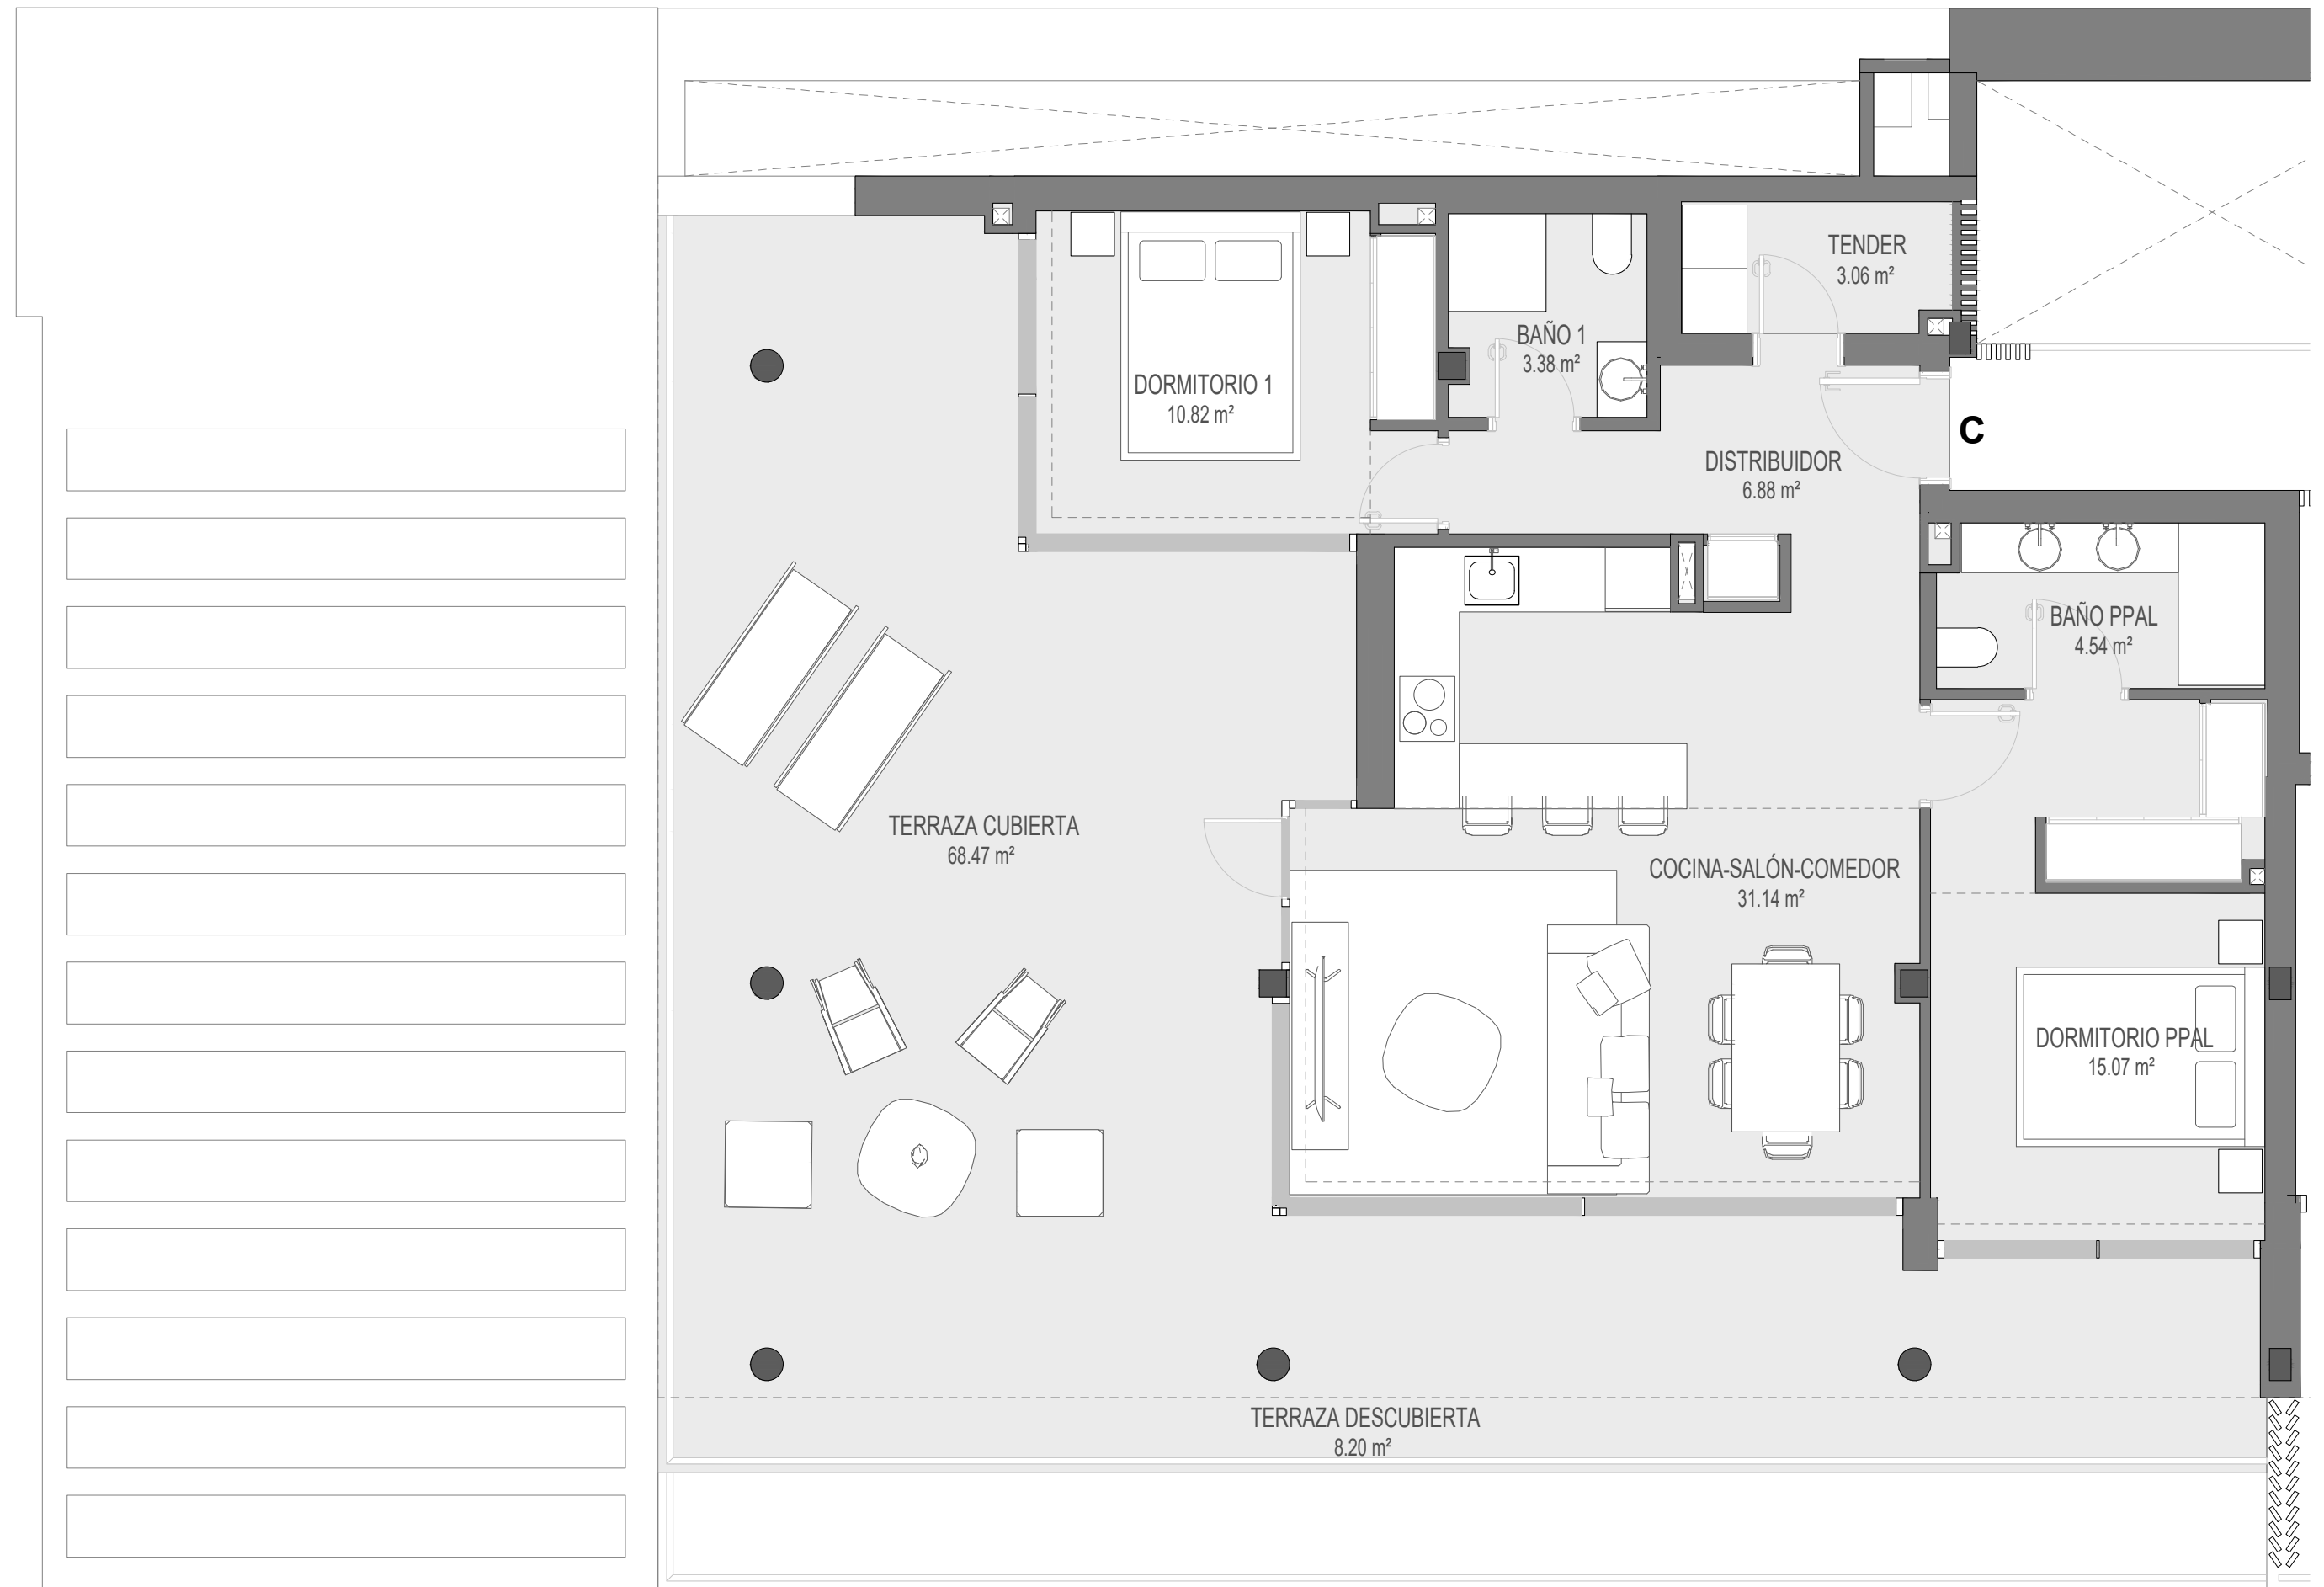 TENDER
3.06 m²
BAÑO 1
3.38 m²
DORMITORIO 1
10.82 m²
C
DISTRIBUIDOR
6.88 m²
BAÑO PPAL
4.54 m²
TERRAZA CUBIERTA
68.47 m²
COCINA-SALÓN-COMEDOR
31.14 m²
DORMITORIO PPAL
15.07 m²
TERRAZA DESCUBIERTA
8.20 m²